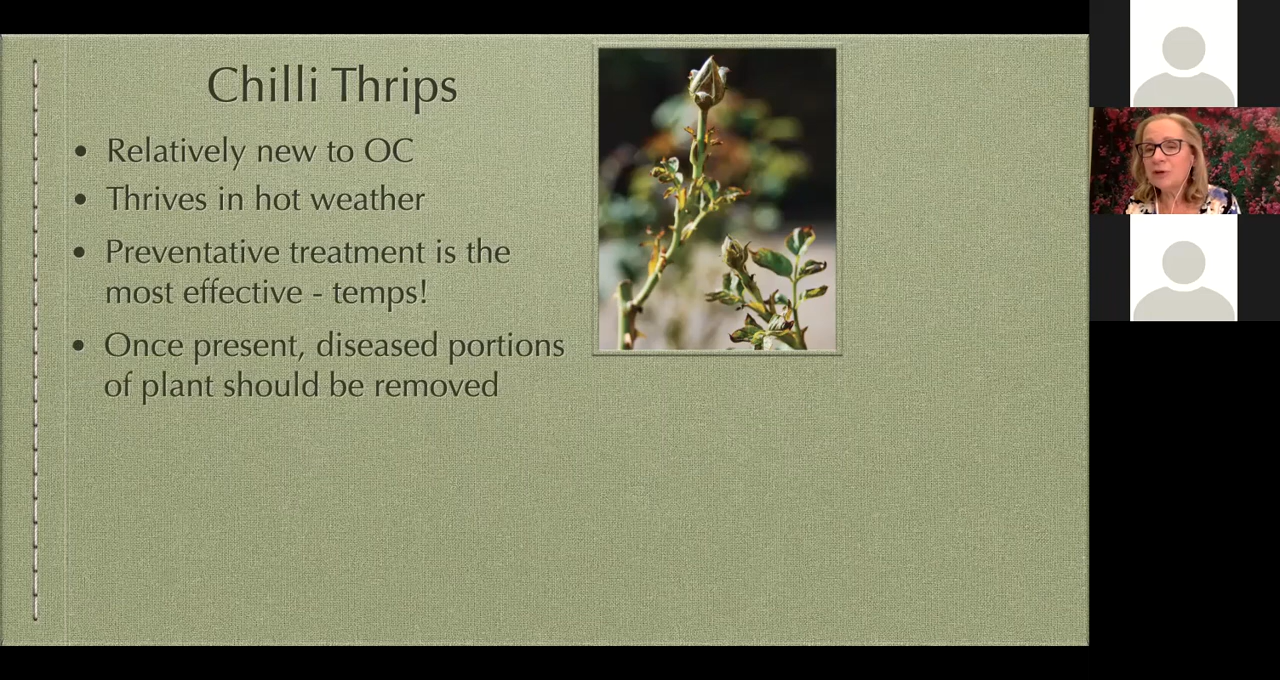 Chilli Thrips
Relatively new to OC
Thrives in hot weather
Preventative treatment is the
most effective - temps!
Once present, diseased portions
of plant should be removed